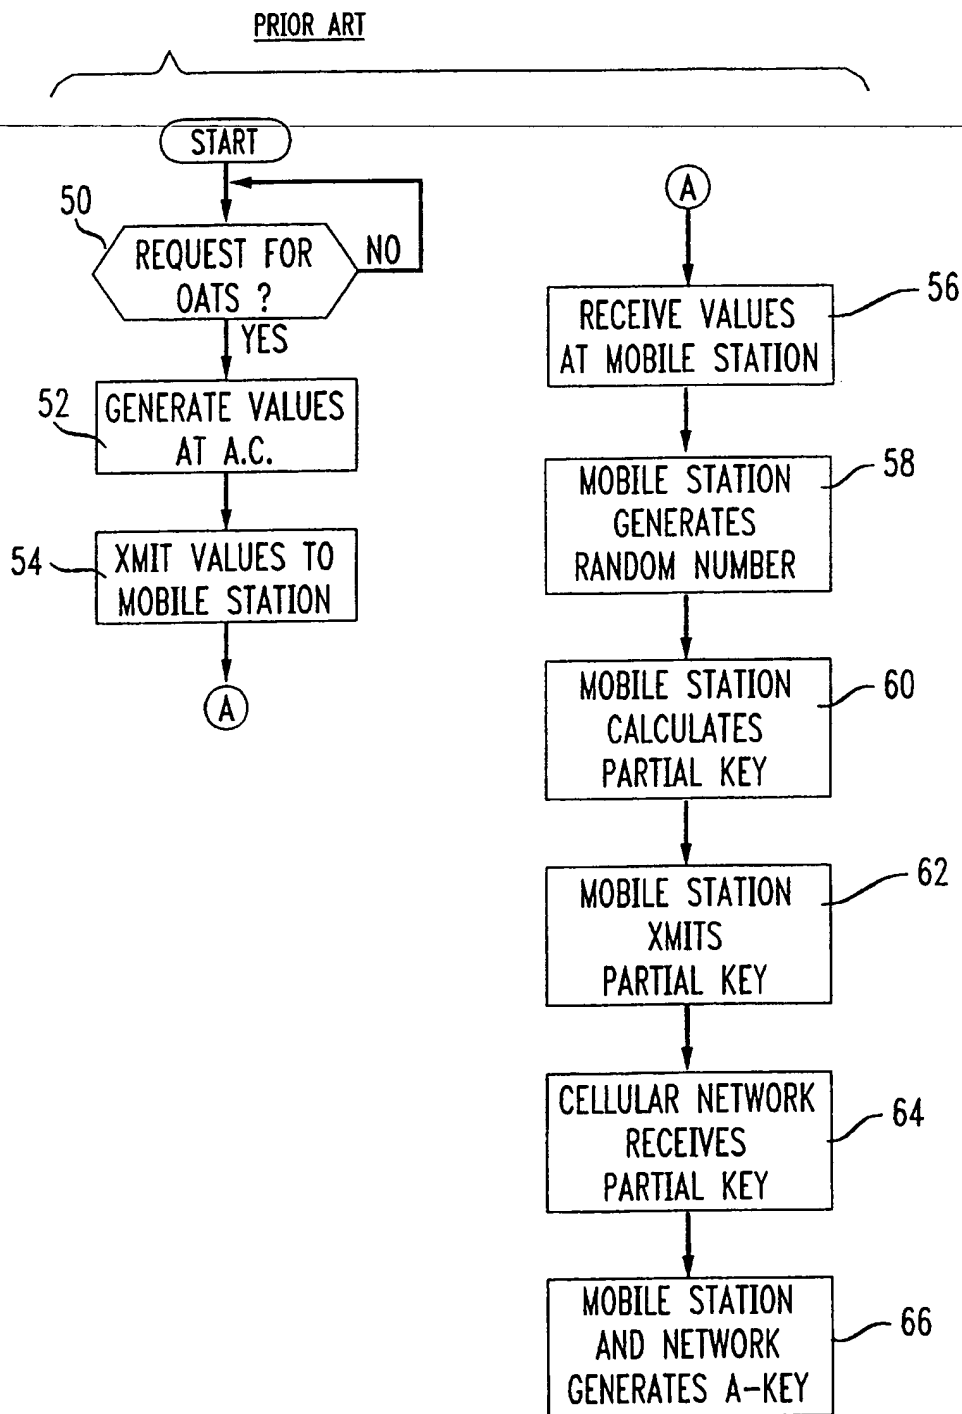 PRIOR ART
START
50
REQUEST FOR
OATS ?
NO
YES
52
GENERATE VALUES
AT A.C.
54
XMIT VALUES TO
MOBILE STATION
A
A
56
RECEIVE VALUES
AT MOBILE STATION
58
MOBILE STATION
GENERATES
RANDOM NUMBER
60
MOBILE STATION
CALCULATES
PARTIAL KEY
62
MOBILE STATION
XMITS
PARTIAL KEY
64
CELLULAR NETWORK
RECEIVES
PARTIAL KEY
66
MOBILE STATION
AND NETWORK
GENERATES A-KEY